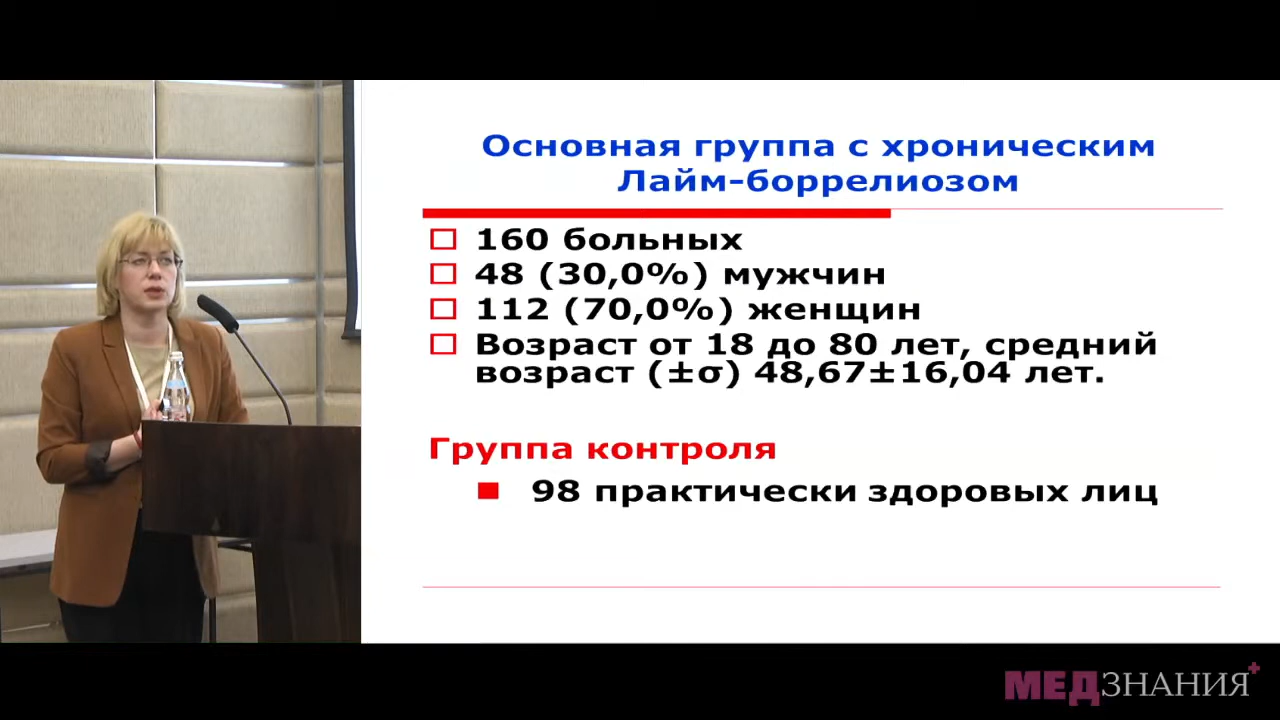 Основная группа с хроническим
Лайм-боррелиозом
160 больных
48 (30,0%) мужчин
112 (70,0%) женщин
Возраст от 18 до 80 лет, средний
возраст (±σ) 48,67±16,04 лет.
Группа контроля
98 практически здоровых лиц
МЕДЗНАНИЯ+